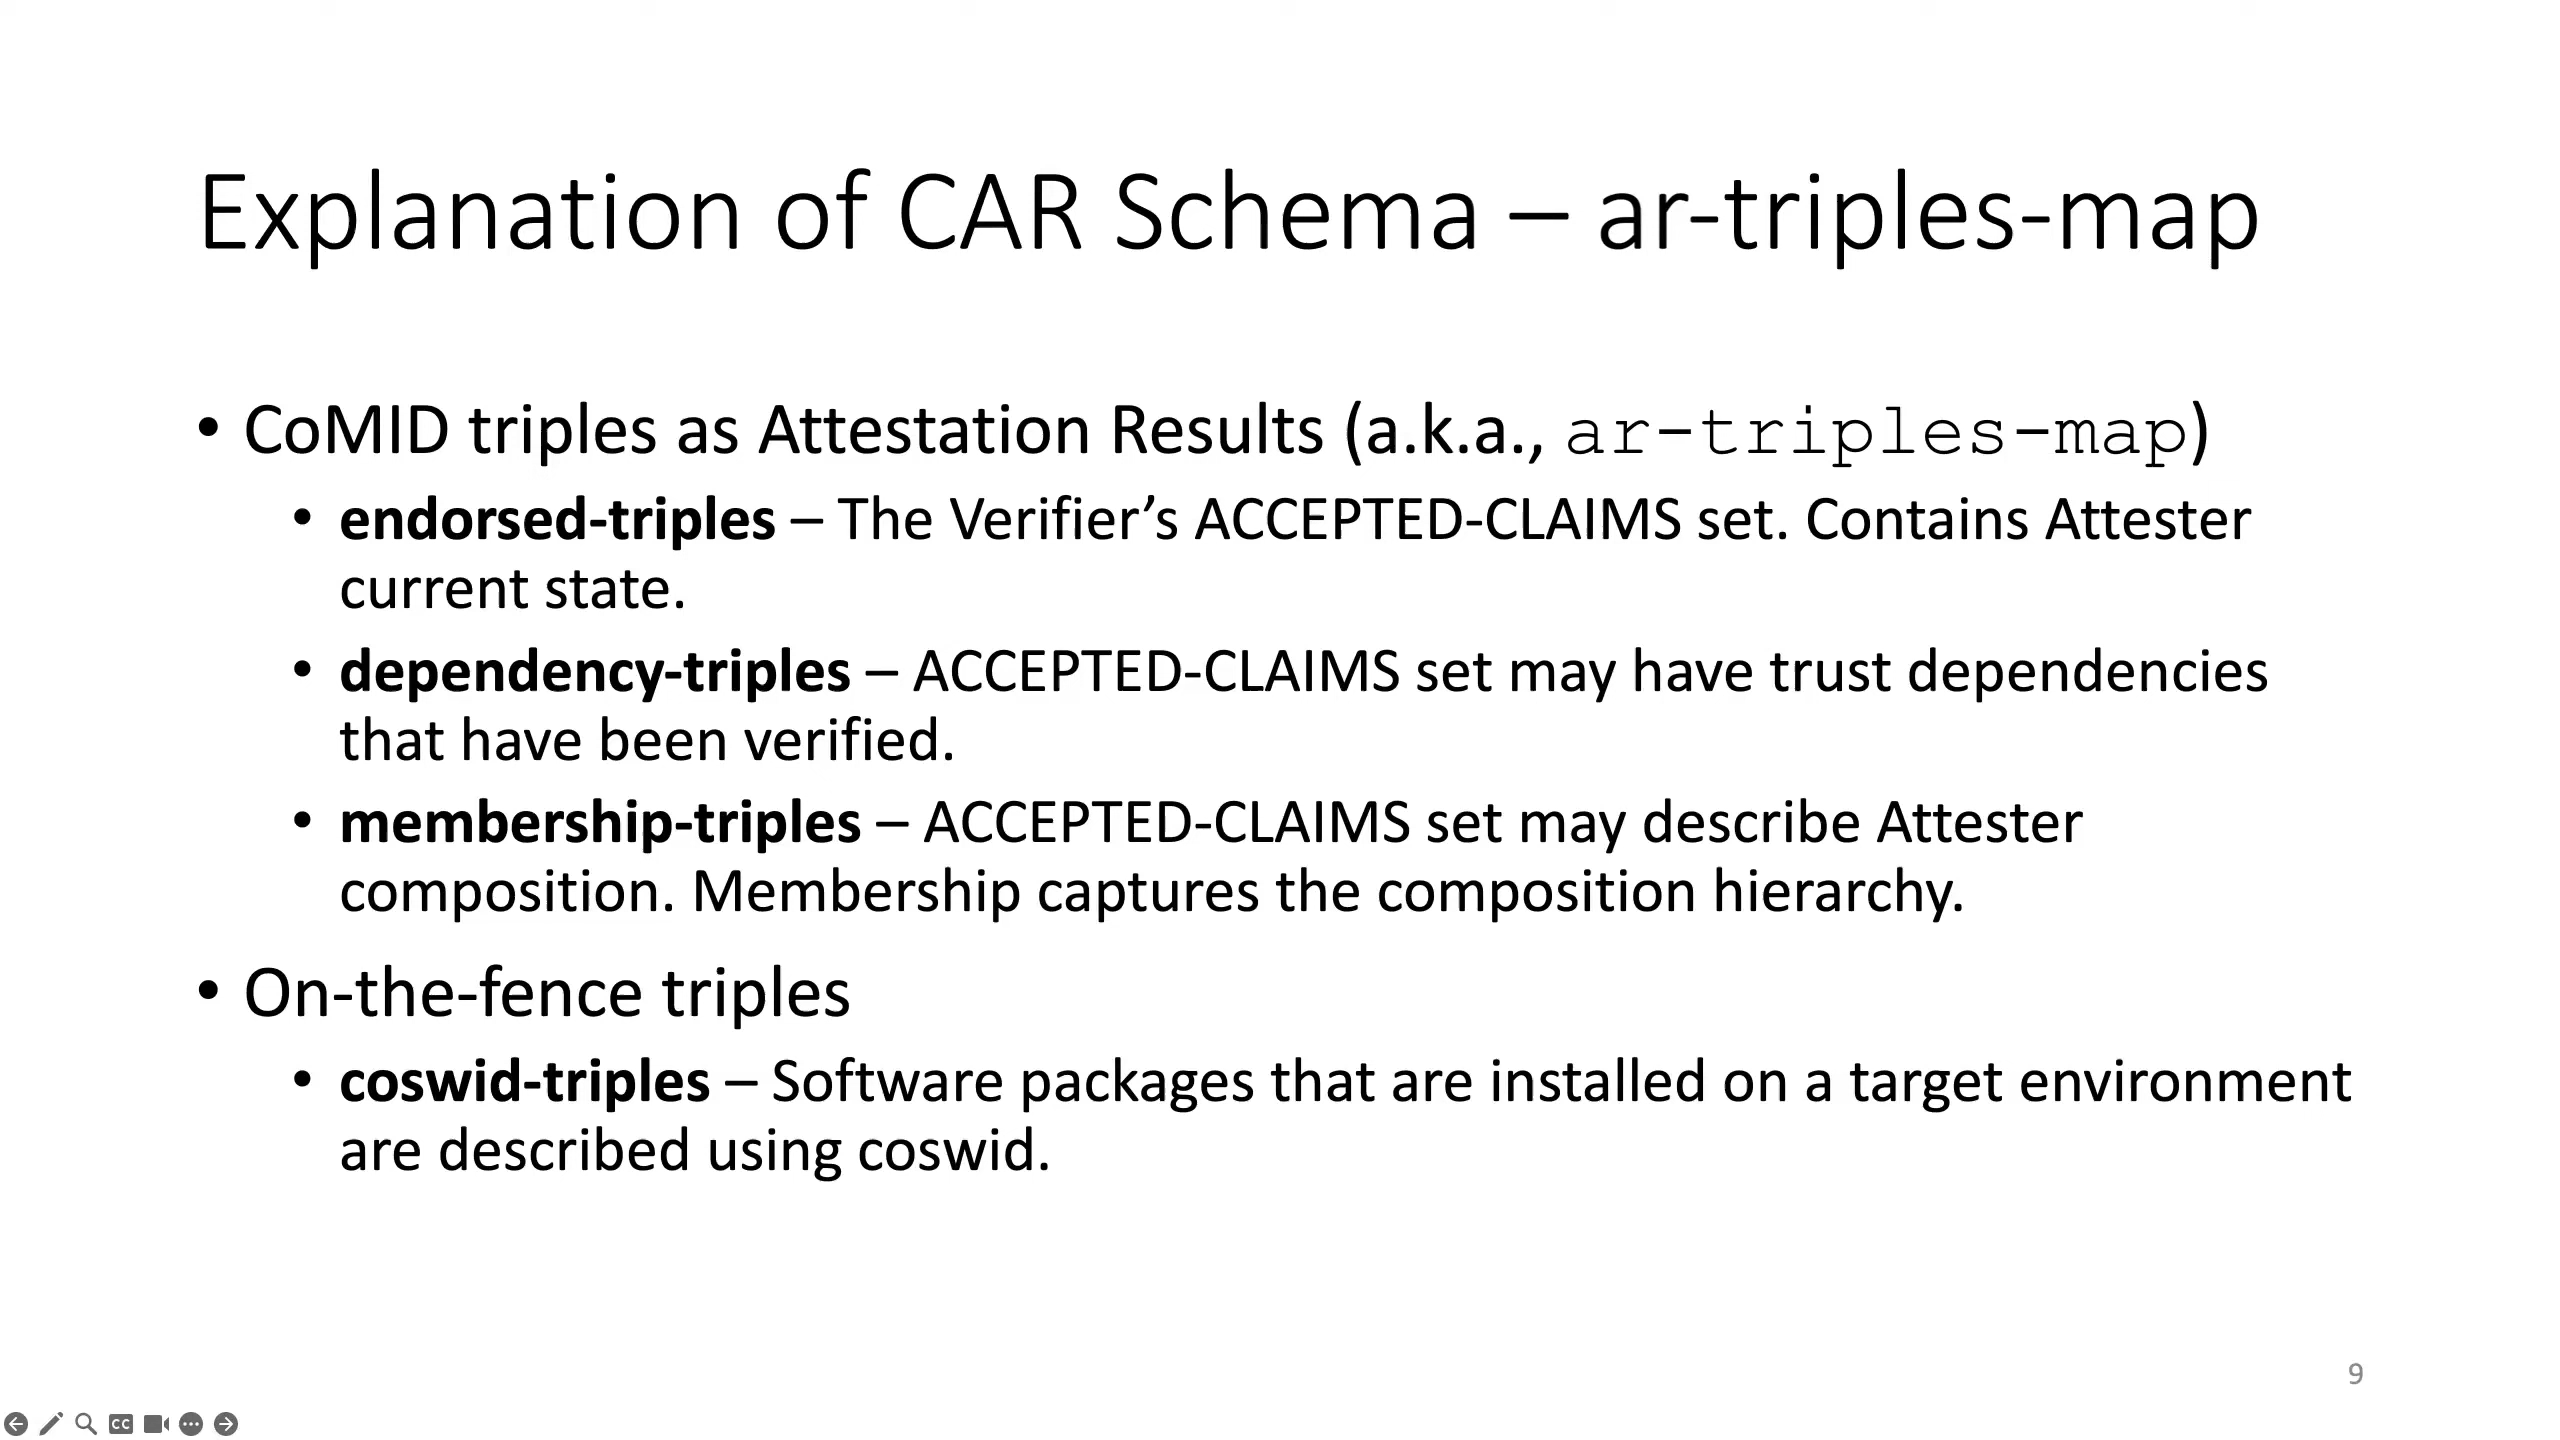 Explanation of CAR Schema – ar-triples-map
• CoMID triples as Attestation Results (a.k.a., ar-triples-map)
• endorsed-triples – The Verifier’s ACCEPTED-CLAIMS set. Contains Attester
current state.
• dependency-triples – ACCEPTED-CLAIMS set may have trust dependencies
that have been verified.
• membership-triples – ACCEPTED-CLAIMS set may describe Attester
composition. Membership captures the composition hierarchy.
• On-the-fence triples
• coswid-triples – Software packages that are installed on a target environment
are described using coswid.
9
CC